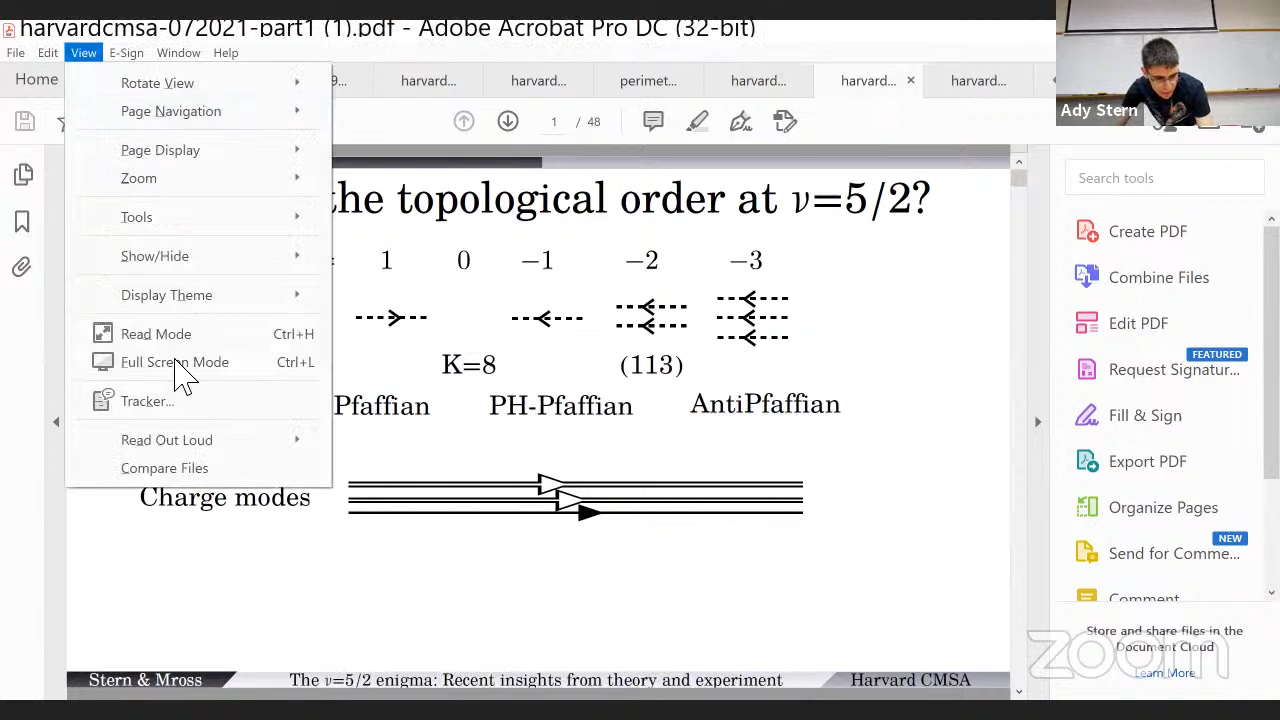 harvardcmsa-072021-part1 (1).pdf - Adobe Acrobat Pro DC (32-bit)
File Edit View E-Sign Window Help
Home
9... harvard... harvard... perimet... harvard... harvard... × harvard...
1 / 48
Ady Stern
Rotate View
Page Navigation
Page Display
Zoom
Tools
Show/Hide
Display Theme
Read Mode Ctrl+H
Full Screen Mode Ctrl+L
Tracker...
Read Out Loud
Compare Files
the topological order at ν=5/2?
1 0 −1 −2 −3
K=8 (113)
Pfaffian PH-Pfaffian AntiPfaffian
Charge modes
Stern & Mross The ν=5/2 enigma: Recent insights from theory and experiment Harvard CMSA
Search tools
Create PDF
Combine Files
Edit PDF
FEATURED
Request Signatur...
Fill & Sign
Export PDF
Organize Pages
NEW
Send for Comme...
Comment
Store and share files in the
Document Cloud
Learn More
zoom